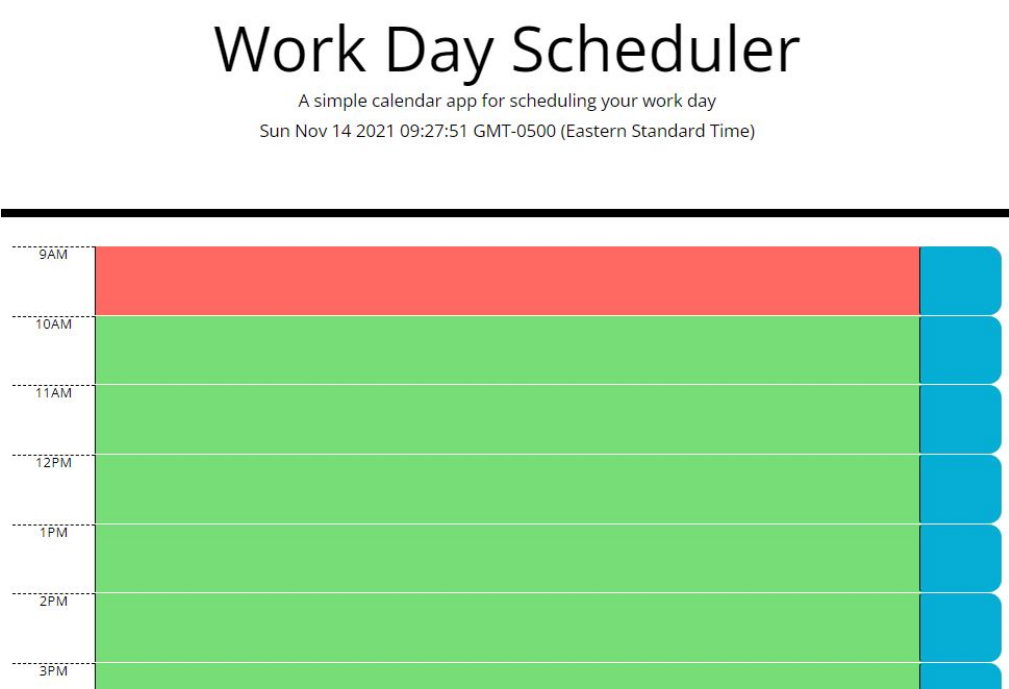 Work Day Scheduler
A simple calendar app for scheduling your work day
Sun Nov 14 2021 09:27:51 GMT-0500 (Eastern Standard Time)
9AM
10AM
11AM
12PM
1PM
2PM
3PM